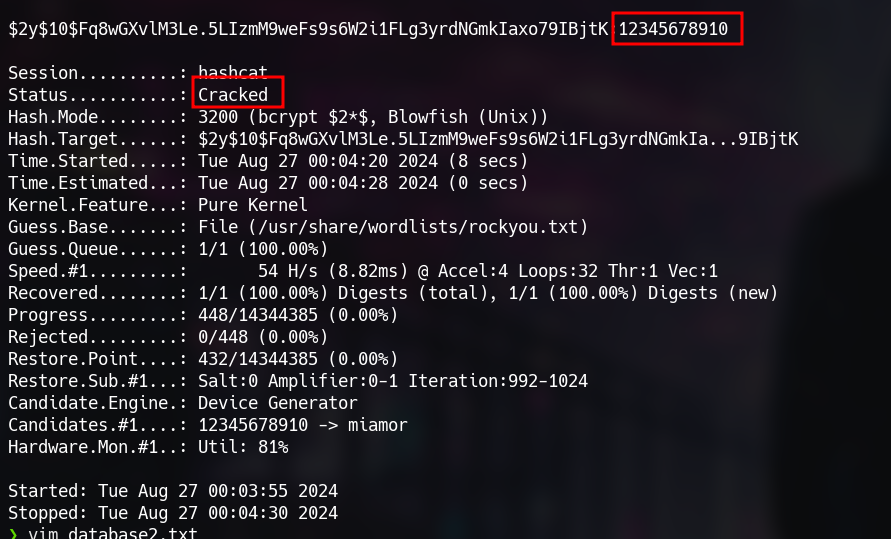 $2y$10$Fq8wGXvlM3Le.5LIzmM9weFs9s6W2i1FLg3yrdNGmkIaxo79IBjtK:12345678910
Session..........: hashcat
Status...........: Cracked
Hash.Mode........: 3200 (bcrypt $2*$, Blowfish (Unix))
Hash.Target......: $2y$10$Fq8wGXvlM3Le.5LIzmM9weFs9s6W2i1FLg3yrdNGmkIa...9IBjtK
Time.Started.....: Tue Aug 27 00:04:20 2024 (8 secs)
Time.Estimated...: Tue Aug 27 00:04:28 2024 (0 secs)
Kernel.Feature...: Pure Kernel
Guess.Base.......: File (/usr/share/wordlists/rockyou.txt)
Guess.Queue......: 1/1 (100.00%)
Speed.#1.........:       54 H/s (8.82ms) @ Accel:4 Loops:32 Thr:1 Vec:1
Recovered........: 1/1 (100.00%) Digests (total), 1/1 (100.00%) Digests (new)
Progress.........: 448/14344385 (0.00%)
Rejected.........: 0/448 (0.00%)
Restore.Point....: 432/14344385 (0.00%)
Restore.Sub.#1...: Salt:0 Amplifier:0-1 Iteration:992-1024
Candidate.Engine.: Device Generator
Candidates.#1....: 12345678910 -> miamor
Hardware.Mon.#1..: Util: 81%
Started: Tue Aug 27 00:03:55 2024
Stopped: Tue Aug 27 00:04:30 2024
❯ vim database2.txt